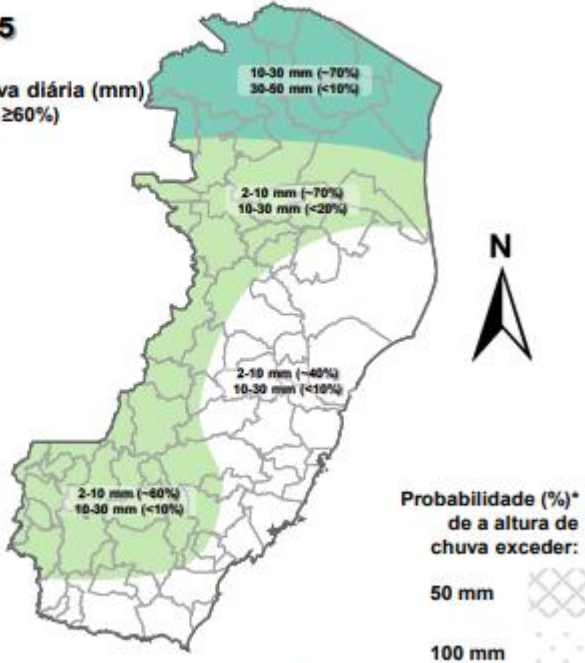 5
va diária (mm)
≥60%)
10-30 mm (~70%)
30-50 mm (<10%)
2-10 mm (~70%)
10-30 mm (<20%)
N
2-10 mm (~40%)
10-30 mm (<10%)
2-10 mm (~60%)
10-30 mm (<10%)
Probabilidade (%)*
de a altura de
chuva exceder:
50 mm
100 mm